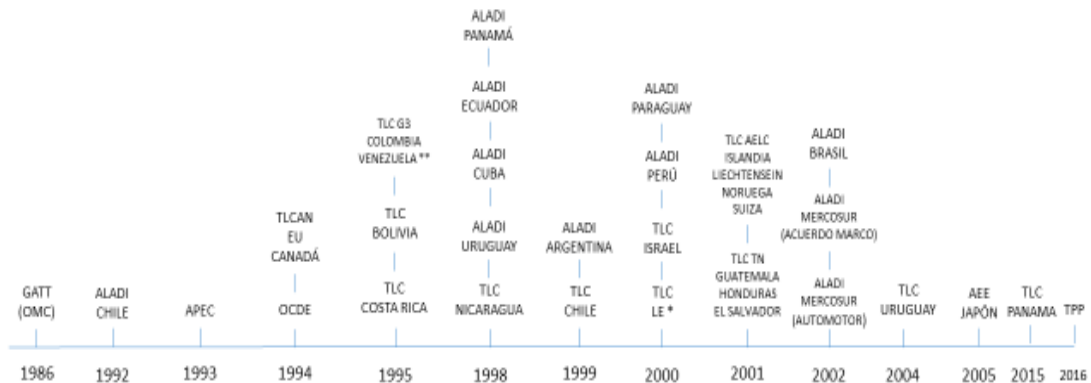 GATT
(OMC)
1986
ALADI
CHILE
1992
APEC
1993
TLCAN
EU
CANADÁ
OCDE
1994
TLC G3
COLOMBIA
VENEZUELA **
TLC
BOLIVIA
TLC
COSTA RICA
1995
ALADI
PANAMÁ
ALADI
ECUADOR
ALADI
CUBA
ALADI
URUGUAY
TLC
NICARAGUA
1998
ALADI
ARGENTINA
TLC
CHILE
1999
ALADI
PARAGUAY
ALADI
PERÚ
TLC
ISRAEL
TLC
LE *
2000
TLC AELC
ISLANDIA
LIECHTENSEIN
NORUEGA
SUIZA
TLC TN
GUATEMALA
HONDURAS
EL SALVADOR
2001
ALADI
BRASIL
ALADI
MERCOSUR
(ACUERDO MARCO)
ALADI
MERCOSUR
(AUTOMOTOR)
2002
TLC
URUGUAY
2004
AEE
JAPÓN
2005
TLC
PANAMA
2015
TPP
2016